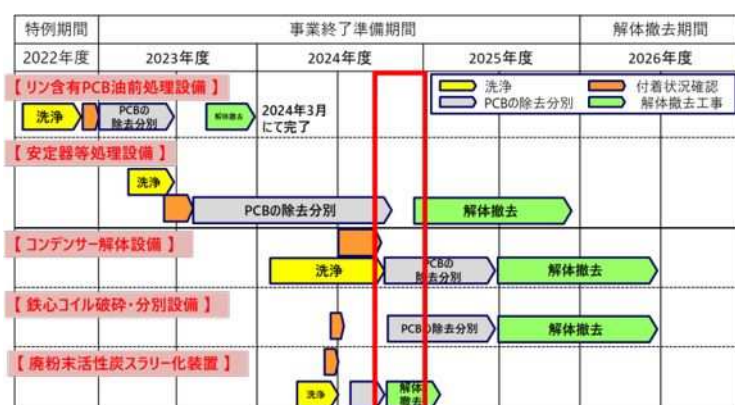 特例期間 事業終了準備期間 解体撤去期間
2022年度 2023年度 2024年度 2025年度 2026年度
【 リン含有PCB油前処理設備 】
洗浄 付着状況確認
PCBの除去分別 解体撤去工事
洗浄
PCBの
除去分別
解体撤去
2024年3月
にて完了
【 安定器等処理設備 】
洗浄
PCBの除去分別 解体撤去
【 コンデンサー解体設備 】
洗浄
PCBの
除去分別
解体撤去
【 鉄心コイル破砕・分別設備 】
PCBの除去分別 解体撤去
【 廃粉末活性炭スラリー化装置 】
洗浄
解体
撤去